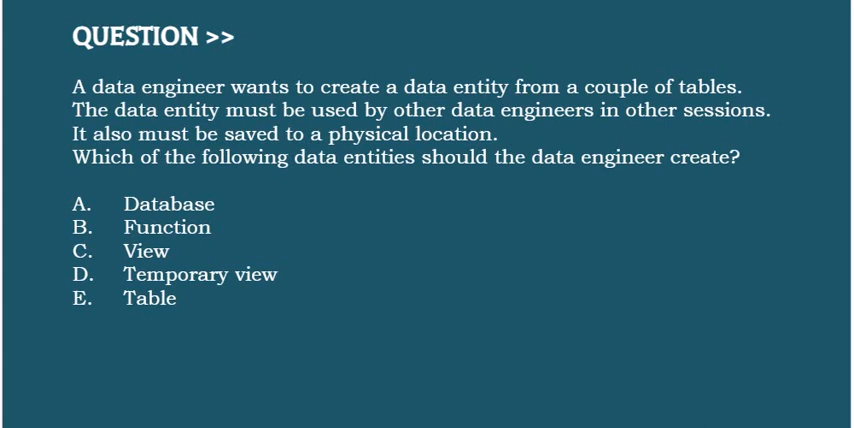 QUESTION >>
A data engineer wants to create a data entity from a couple of tables.
The data entity must be used by other data engineers in other sessions.
It also must be saved to a physical location.
Which of the following data entities should the data engineer create?
A. Database
B. Function
C. View
D. Temporary view
E. Table